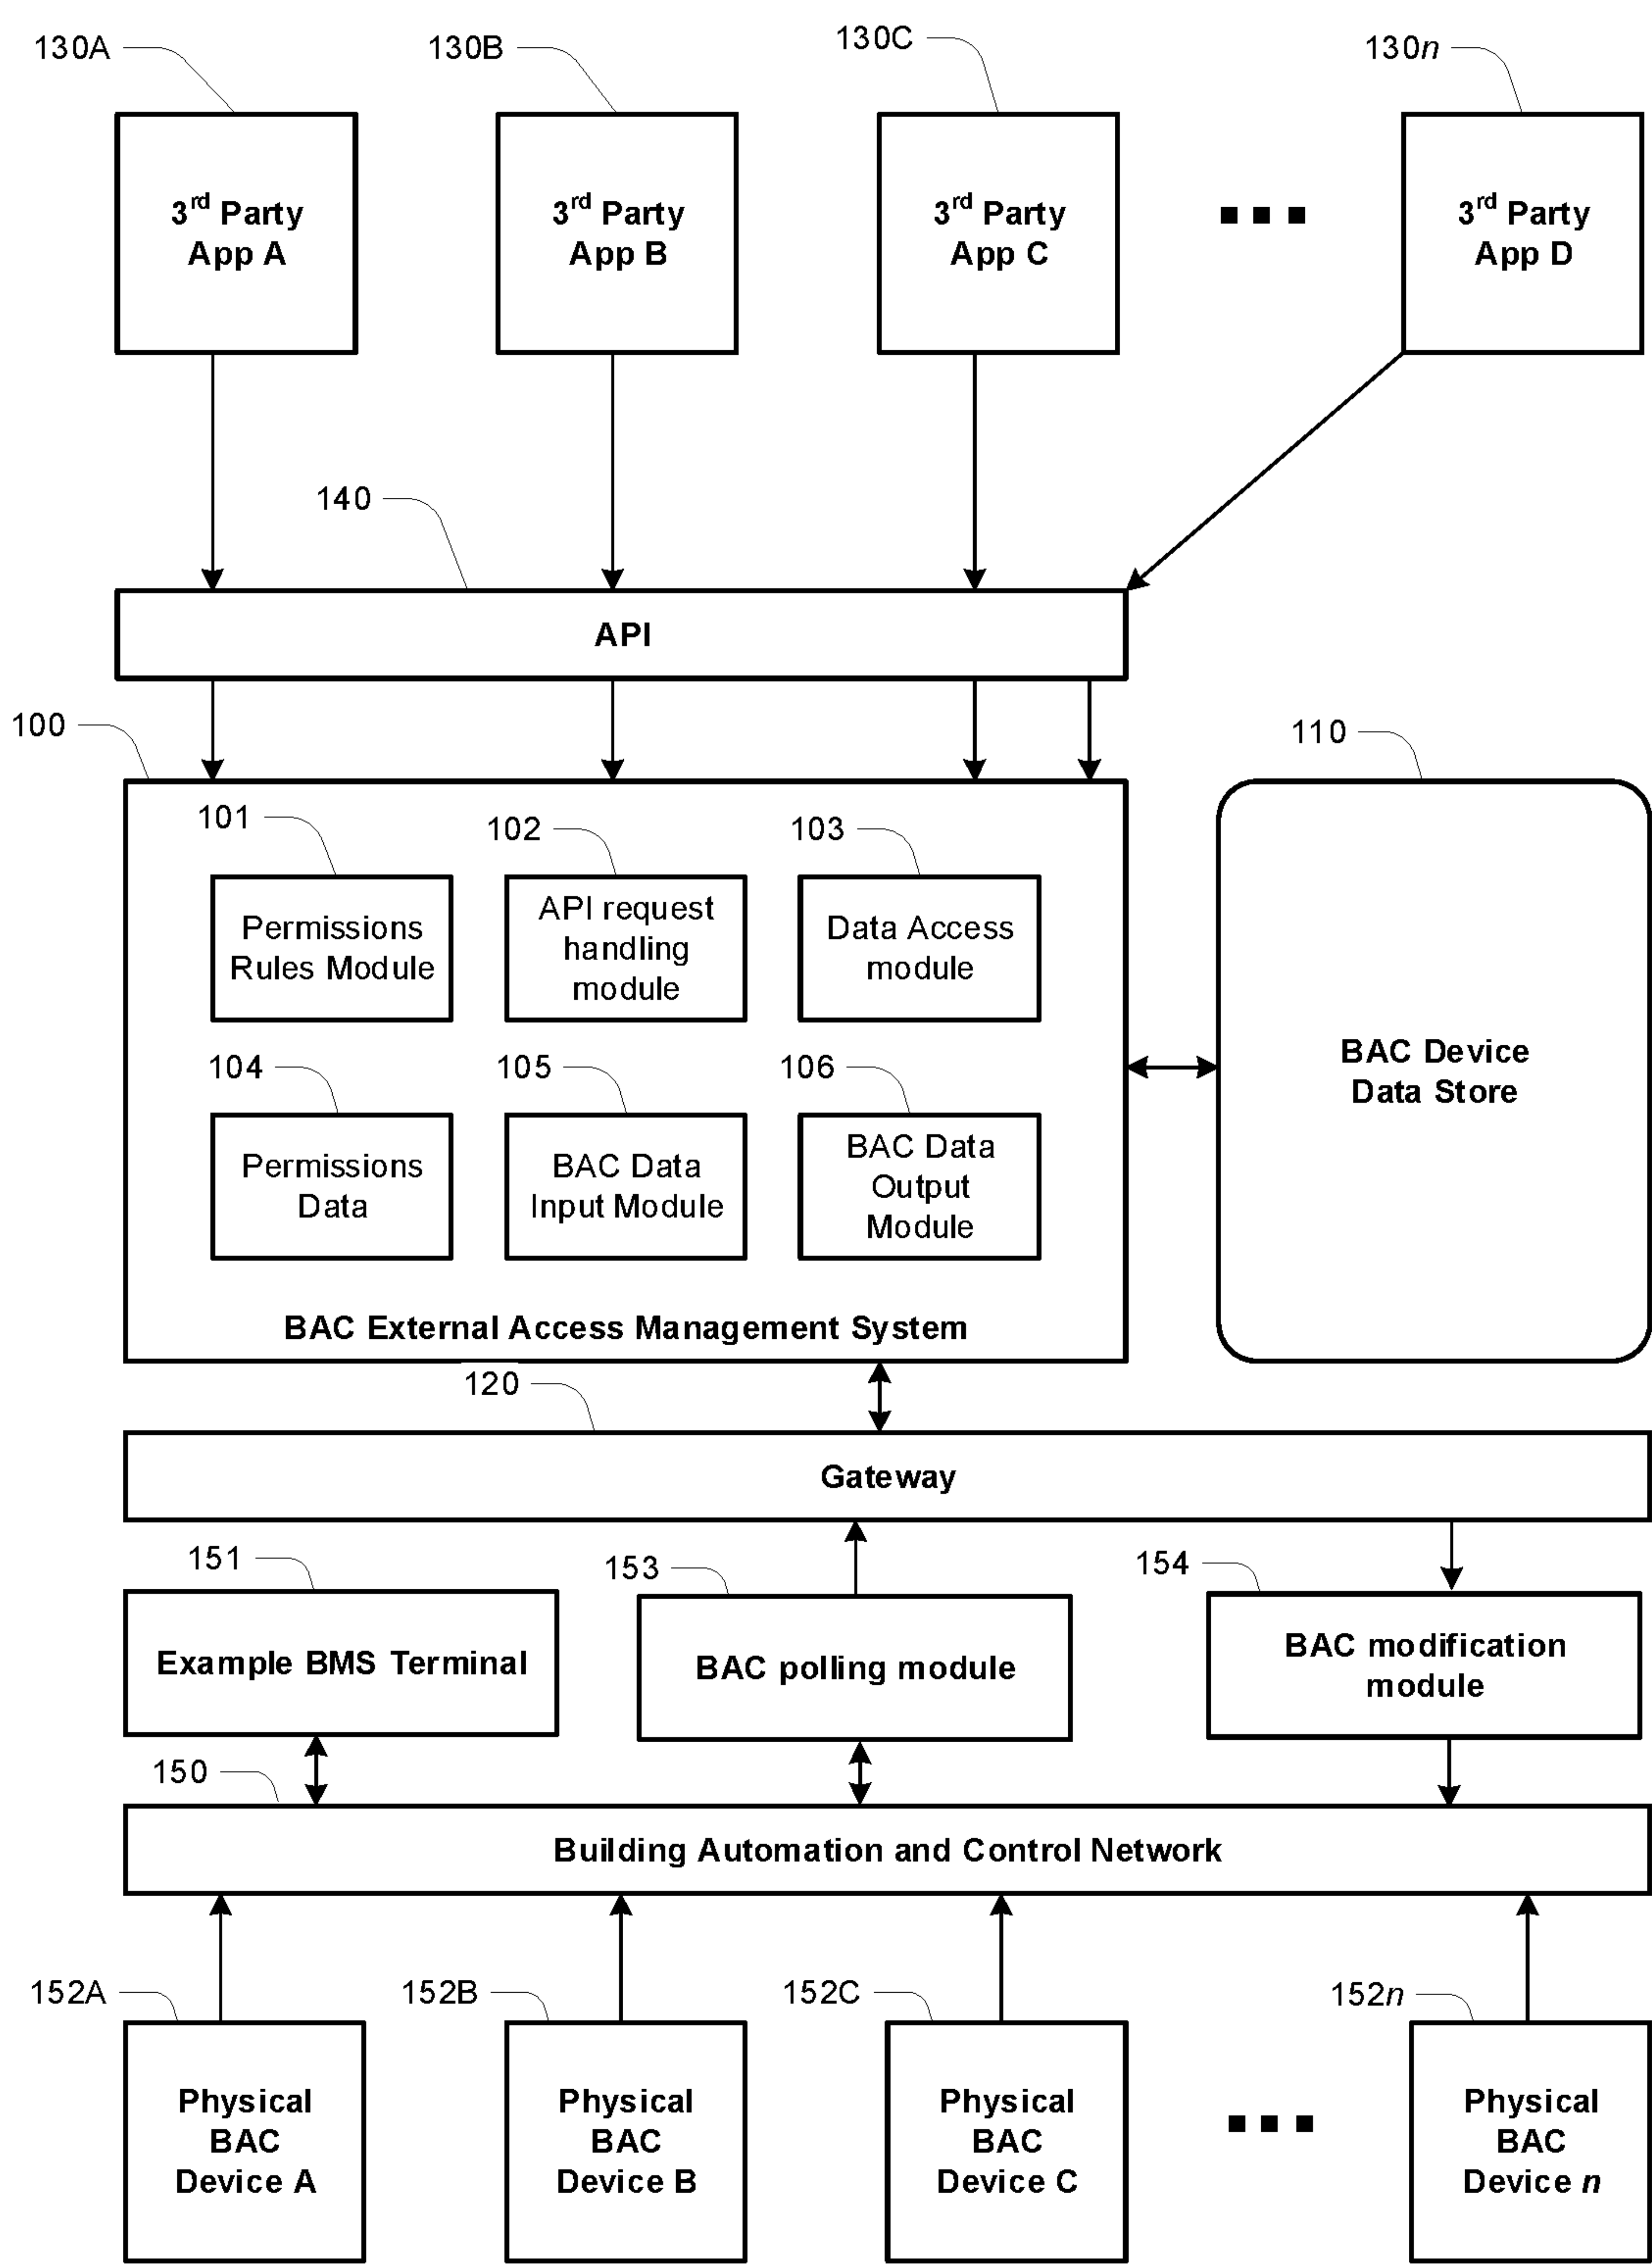 130A
130B
130C
130n
3rd Party
App A
3rd Party
App B
3rd Party
App C
3rd Party
App D
140
API
100
110
101
102
103
Permissions
Rules Module
API request
handling
module
Data Access
module
104
105
106
Permissions
Data
BAC Data
Input Module
BAC Data
Output
Module
BAC External Access Management System
BAC Device
Data Store
120
Gateway
151
153
154
Example BMS Terminal
BAC polling module
BAC modification
module
150
Building Automation and Control Network
152A
152B
152C
152n
Physical
BAC
Device A
Physical
BAC
Device B
Physical
BAC
Device C
Physical
BAC
Device n